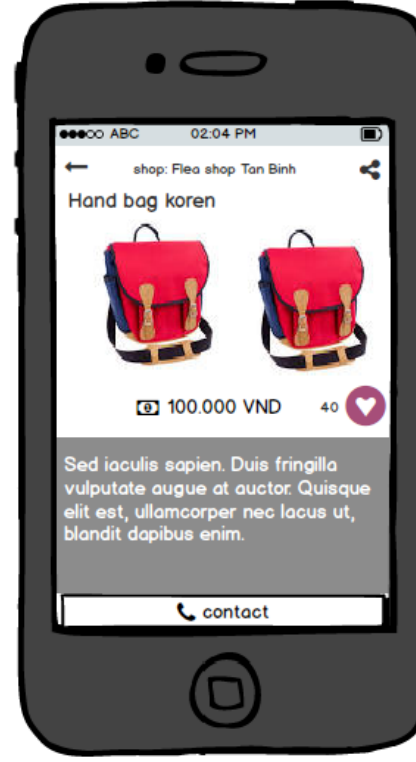 ABC 02:04 PM
shop: Flea shop Tan Binh
Hand bag koren
100.000 VND 40
Sed iaculis sapien. Duis fringilla
vulputate augue at auctor. Quisque
elit est, ullamcorper nec lacus ut,
blandit dapibus enim.
contact